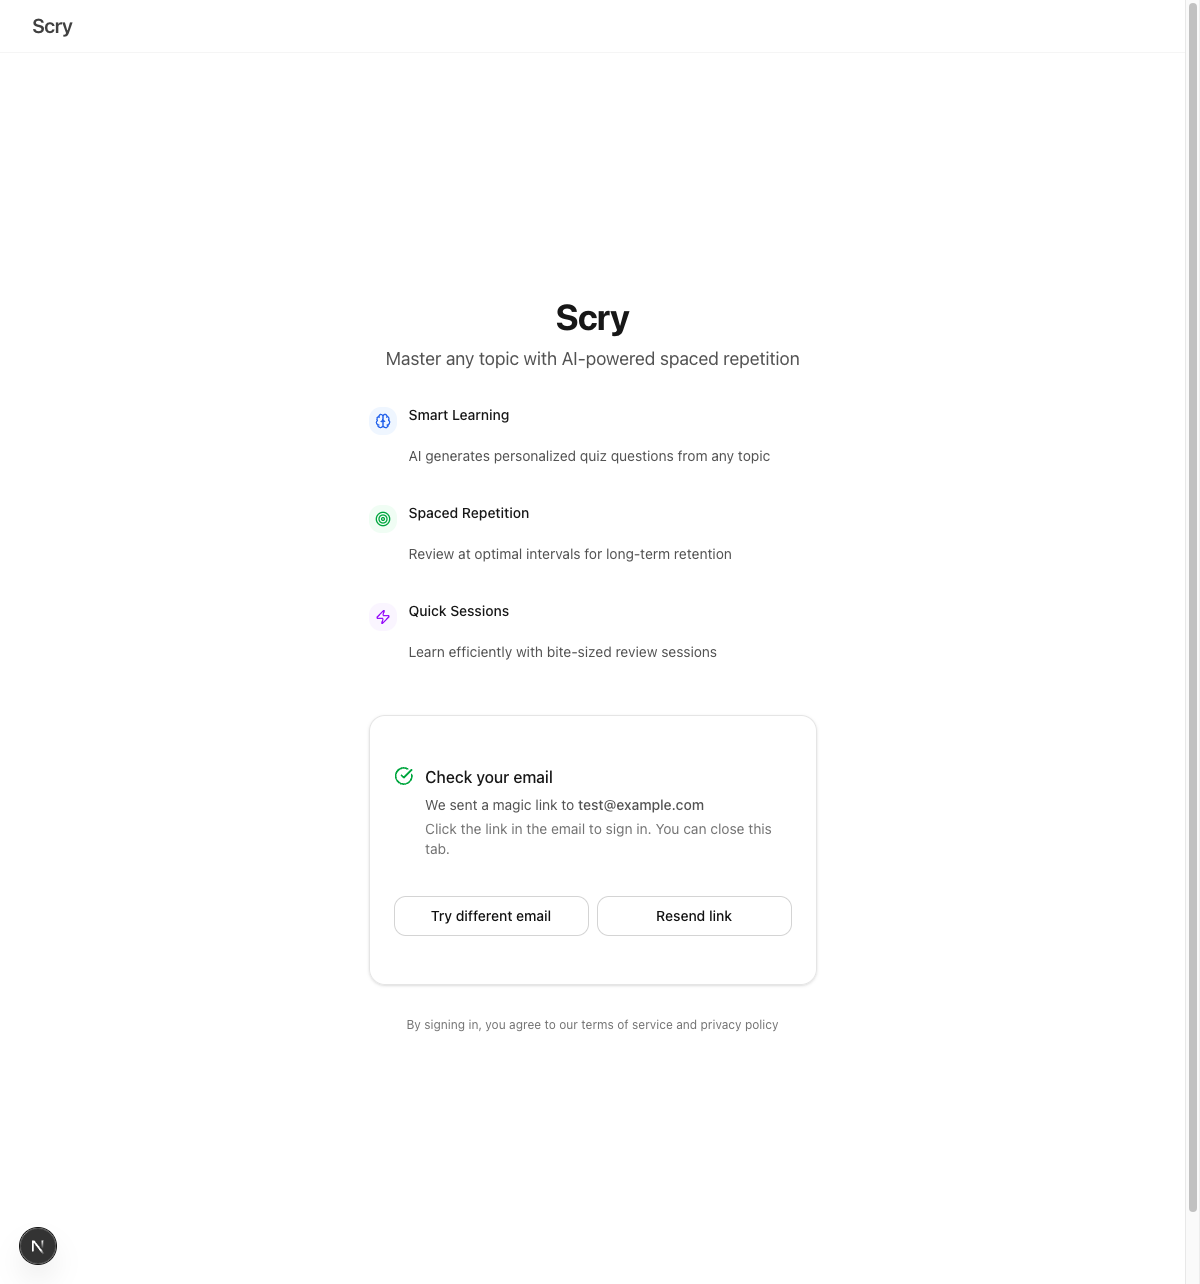 Scry
Scry
Master any topic with AI-powered spaced repetition
Smart Learning
AI generates personalized quiz questions from any topic
Spaced Repetition
Review at optimal intervals for long-term retention
Quick Sessions
Learn efficiently with bite-sized review sessions
Check your email
We sent a magic link to test@example.com
Click the link in the email to sign in. You can close this
tab.
Try different email
Resend link
By signing in, you agree to our terms of service and privacy policy
N